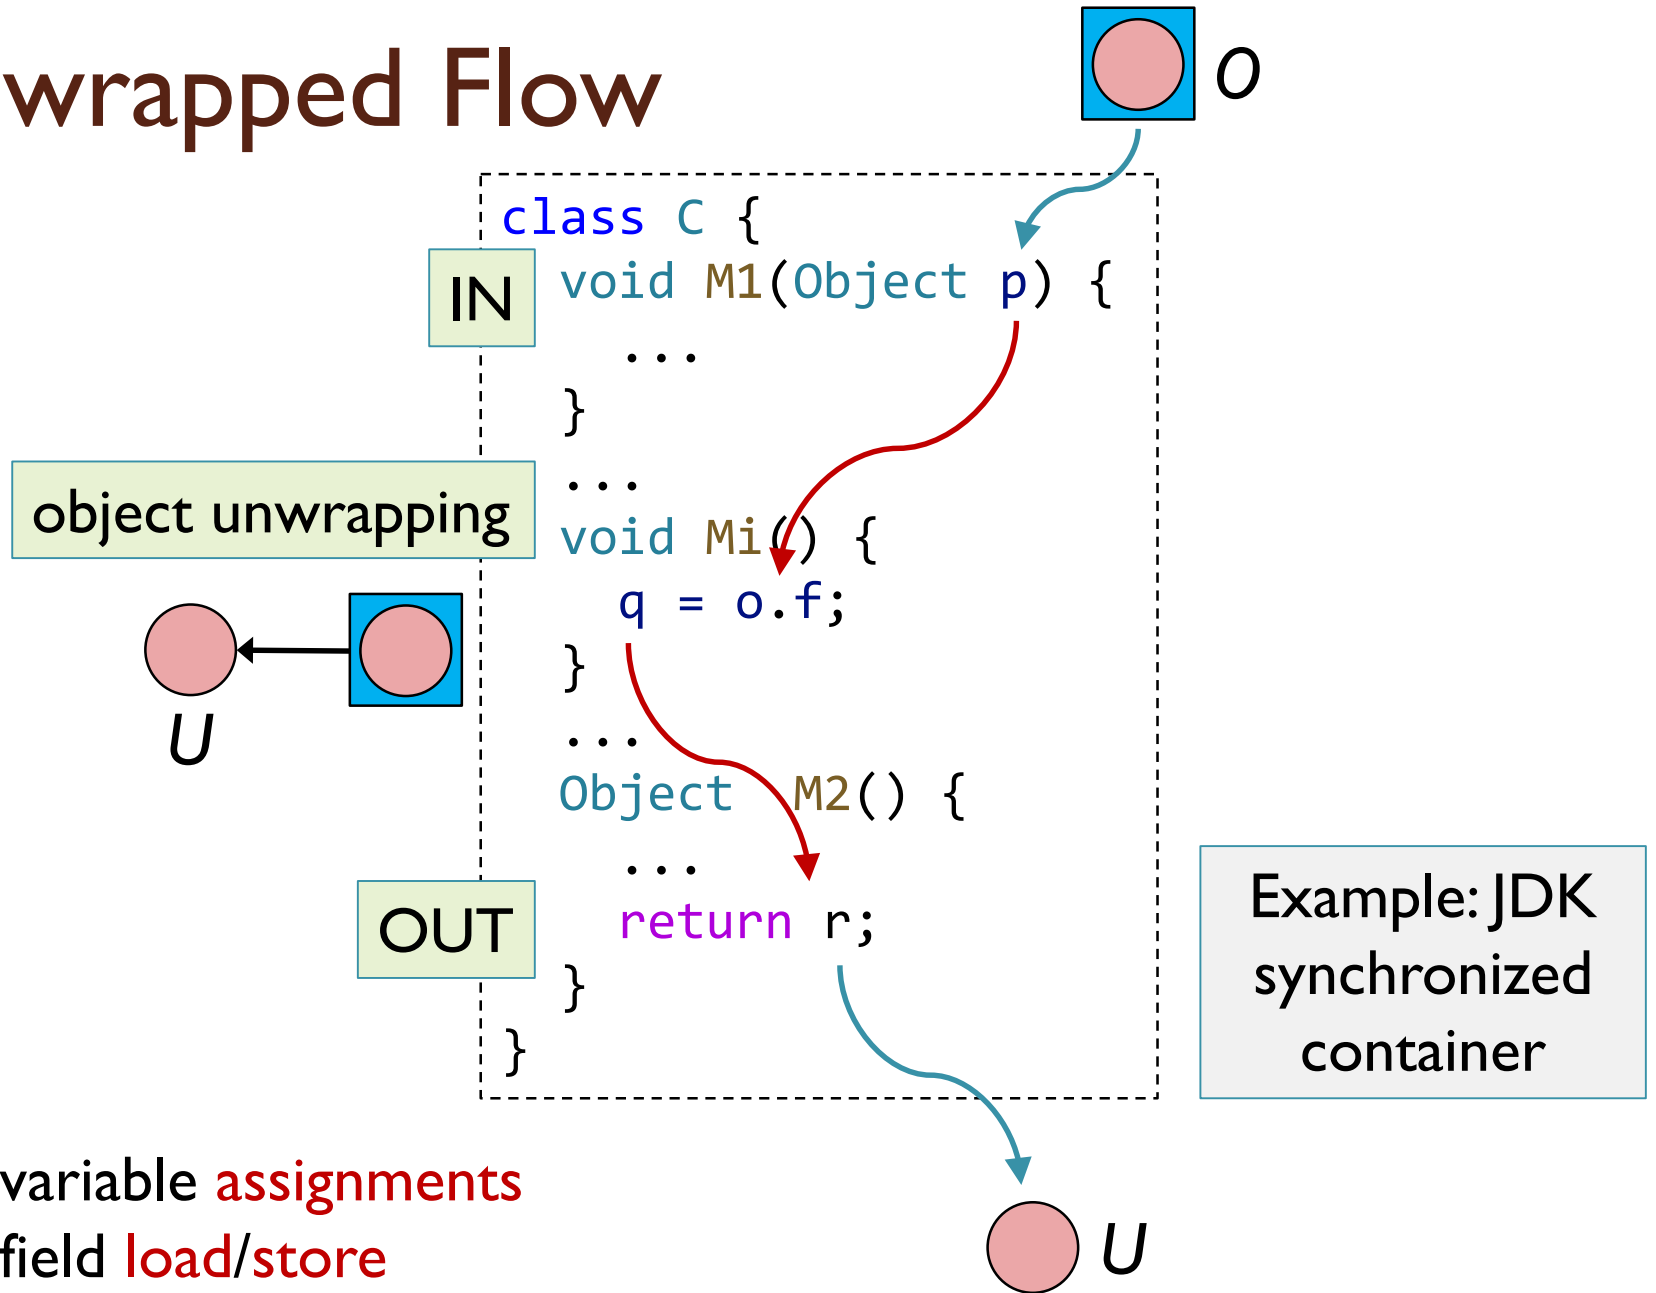 wrapped Flow
O
class C {
IN
void M1(Object p) {
...
}
...
object unwrapping
void Mi() {
q = o.f;
}
U
...
Object M2() {
...
OUT
return r;
}
}
Example: JDK
synchronized
container
variable assignments
field load/store
U